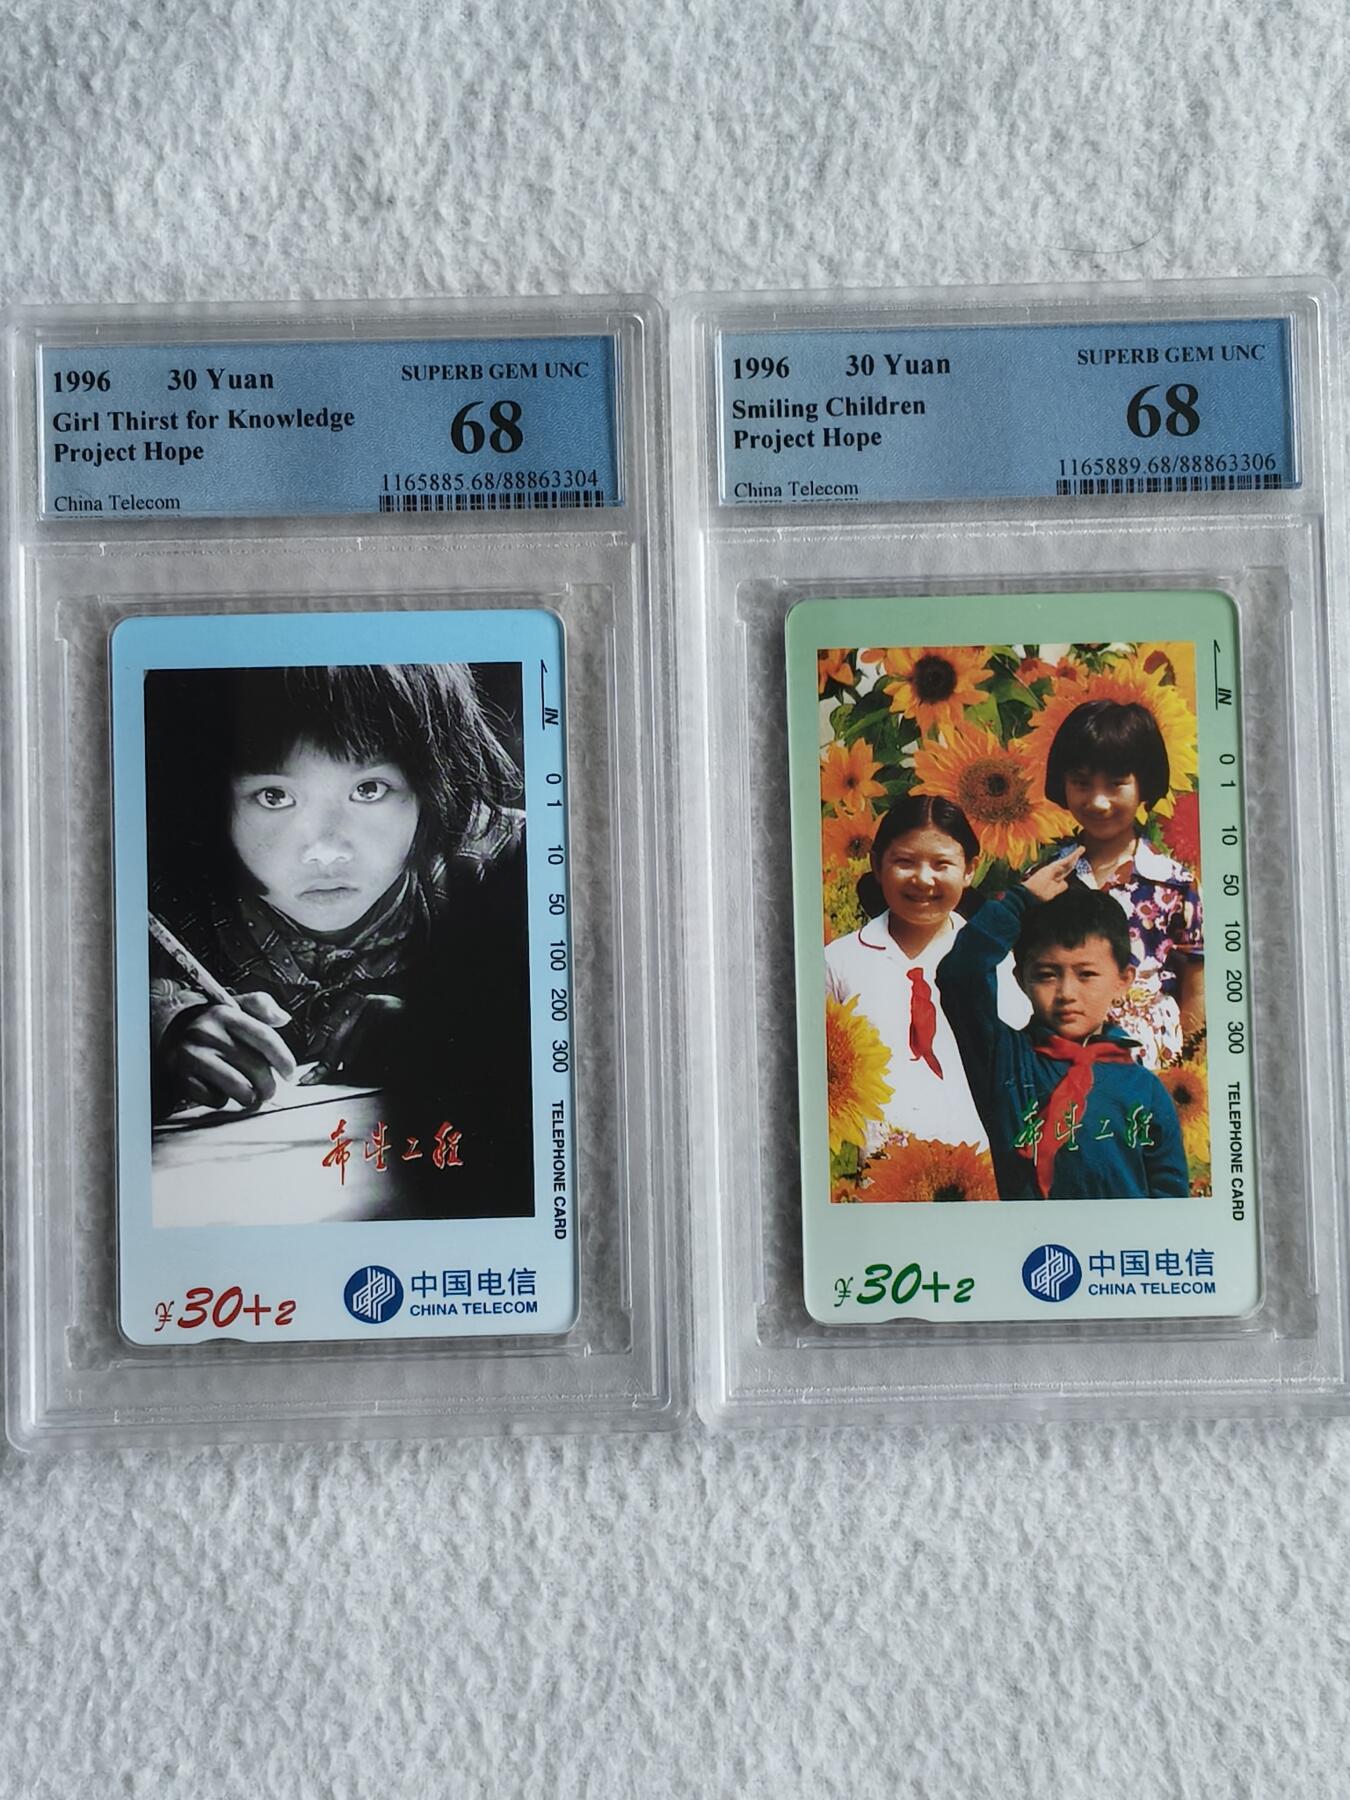 1996 30 Yuan SUPERB GEM UNC
Girl Thirst for Knowledge 68
Project Hope
1165885.68/88863304
China Telecom
IN
0 1 10 50 100 200 300 TELEPHONE CARD
希望工程
¥30+2
中国电信
CHINA TELECOM
1996 30 Yuan SUPERB GEM UNC
Smiling Children 68
Project Hope
1165889.68/88863306
China Telecom
IN
0 1 10 50 100 200 300 TELEPHONE CARD
希望工程
¥30+2
中国电信
CHINA TELECOM